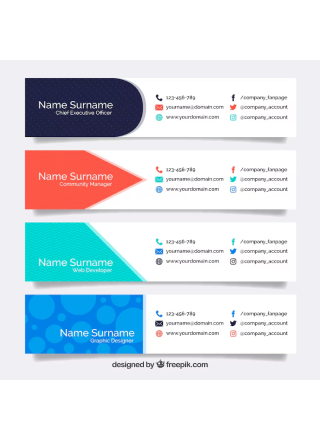 Name Surname
Chief Executive Officer
123-456-789
yourname@domain.com
www.yourdomain.com
/company_fanpage
@company_account
@company_account
Name Surname
Community Manager
123-456-789
yourname@domain.com
www.yourdomain.com
/company_fanpage
@company_account
@company_account
Name Surname
Web Developer
123-456-789
yourname@domain.com
www.yourdomain.com
/company_fanpage
@company_account
@company_account
Name Surname
Graphic Designer
123-456-789
yourname@domain.com
www.yourdomain.com
/company_fanpage
@company_account
@company_account
designed by freepik.com